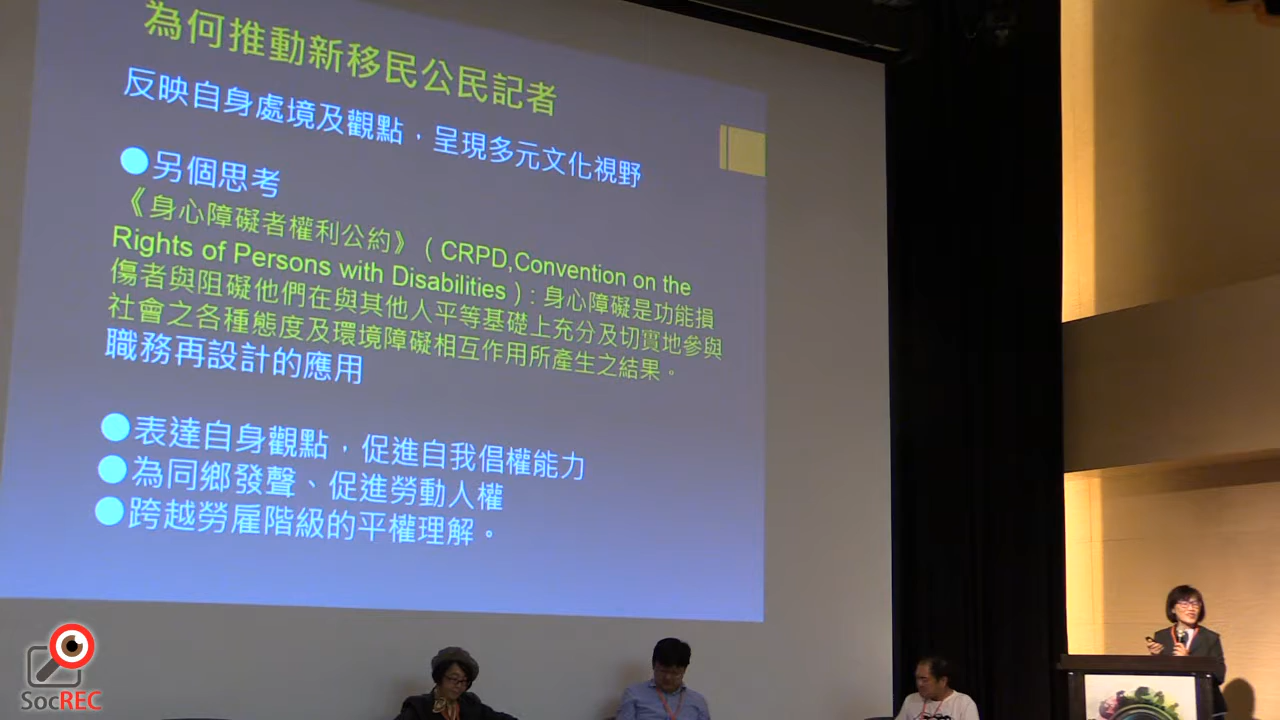 為何推動新移民公民記者
反映自身處境及觀點，呈現多元文化視野
●另個思考
《身心障礙者權利公約》（CRPD,Convention on the
Rights of Persons with Disabilities）: 身心障礙是功能損
傷者與阻礙他們在與其他人平等基礎上充分及切實地參與
社會之各種態度及環境障礙相互作用所產生之結果。
職務再設計的應用
●表達自身觀點，促進自我倡權能力
●為同鄉發聲、促進勞動人權
●跨越勞雇階級的平權理解。
SocREC